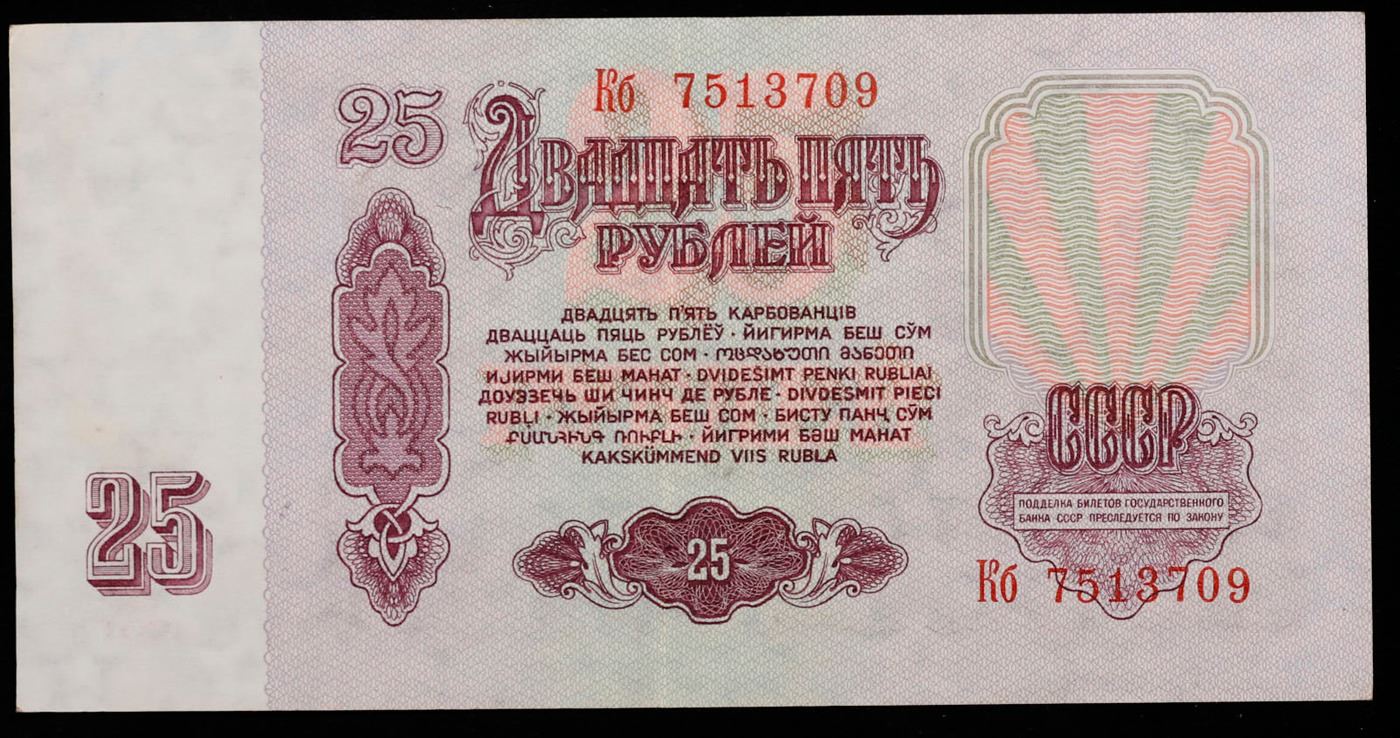 Кб 7513709
25
Двадцать пять
рублей
ДВАДЦЯТЬ П'ЯТЬ КАРБОВАНЦІВ
ДВАЦЦАЦЬ ПЯЦЬ РУБЛЁЎ · ЙИГИРМА БЕШ СЎМ
ЖЫЙЫРМА БЕС СОМ · ოცდახუთი მანეთი
ИЈИРМИ БЕШ МАНАТ · DVIDEŠIMT PENKI RUBLIAI
ДОУЭЗЕЧЬ ШИ ЧИНЧ ДЕ РУБЛЕ · DIVDESMIT PIECI
RUBĻI · ЖЫЙЫРМА БЕШ СОМ · БИСТУ ПАНҶ СЎМ
ՔՍԱՆՀԻՆԳ ՌՈՒԲԼԻ · ЙИГРИМИ БӘШ МАНАТ
KAKSKÜMMEND VIIS RUBLA
25
25
СССР
ПОДДЕЛКА БИЛЕТОВ ГОСУДАРСТВЕННОГО
БАНКА СССР ПРЕСЛЕДУЕТСЯ ПО ЗАКОНУ
Кб 7513709